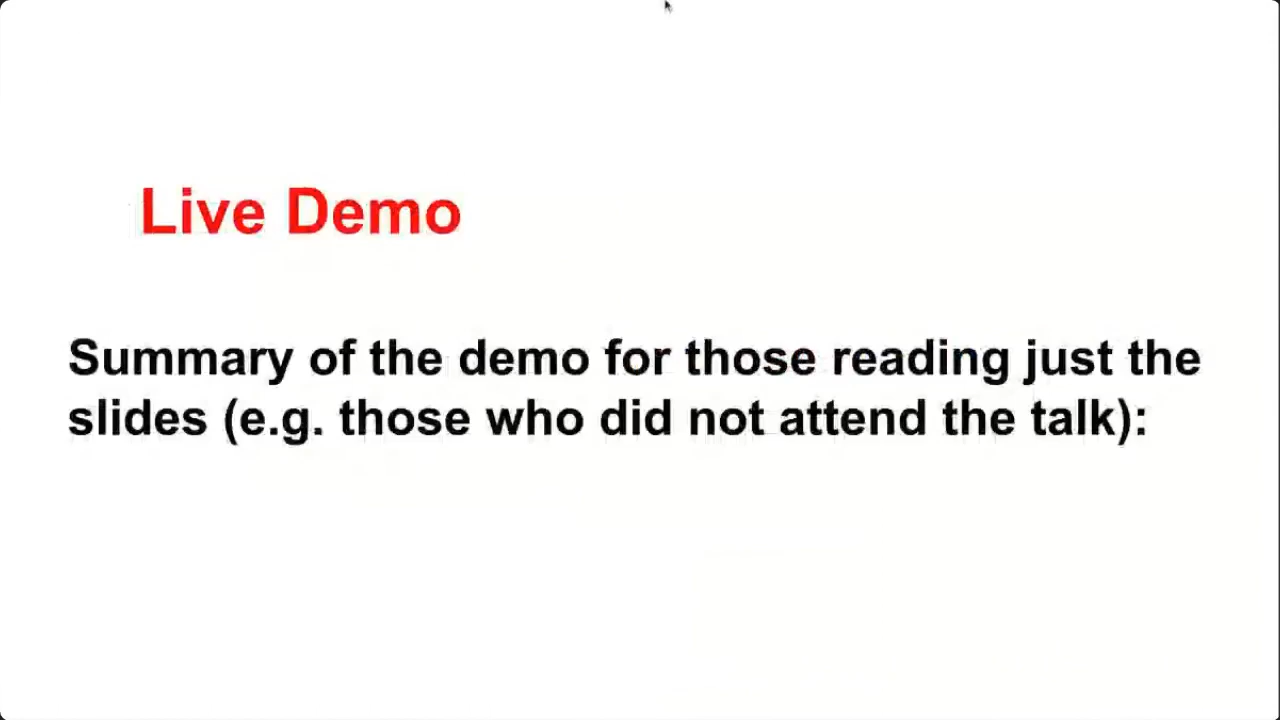 Live Demo
Summary of the demo for those reading just the
slides (e.g. those who did not attend the talk):